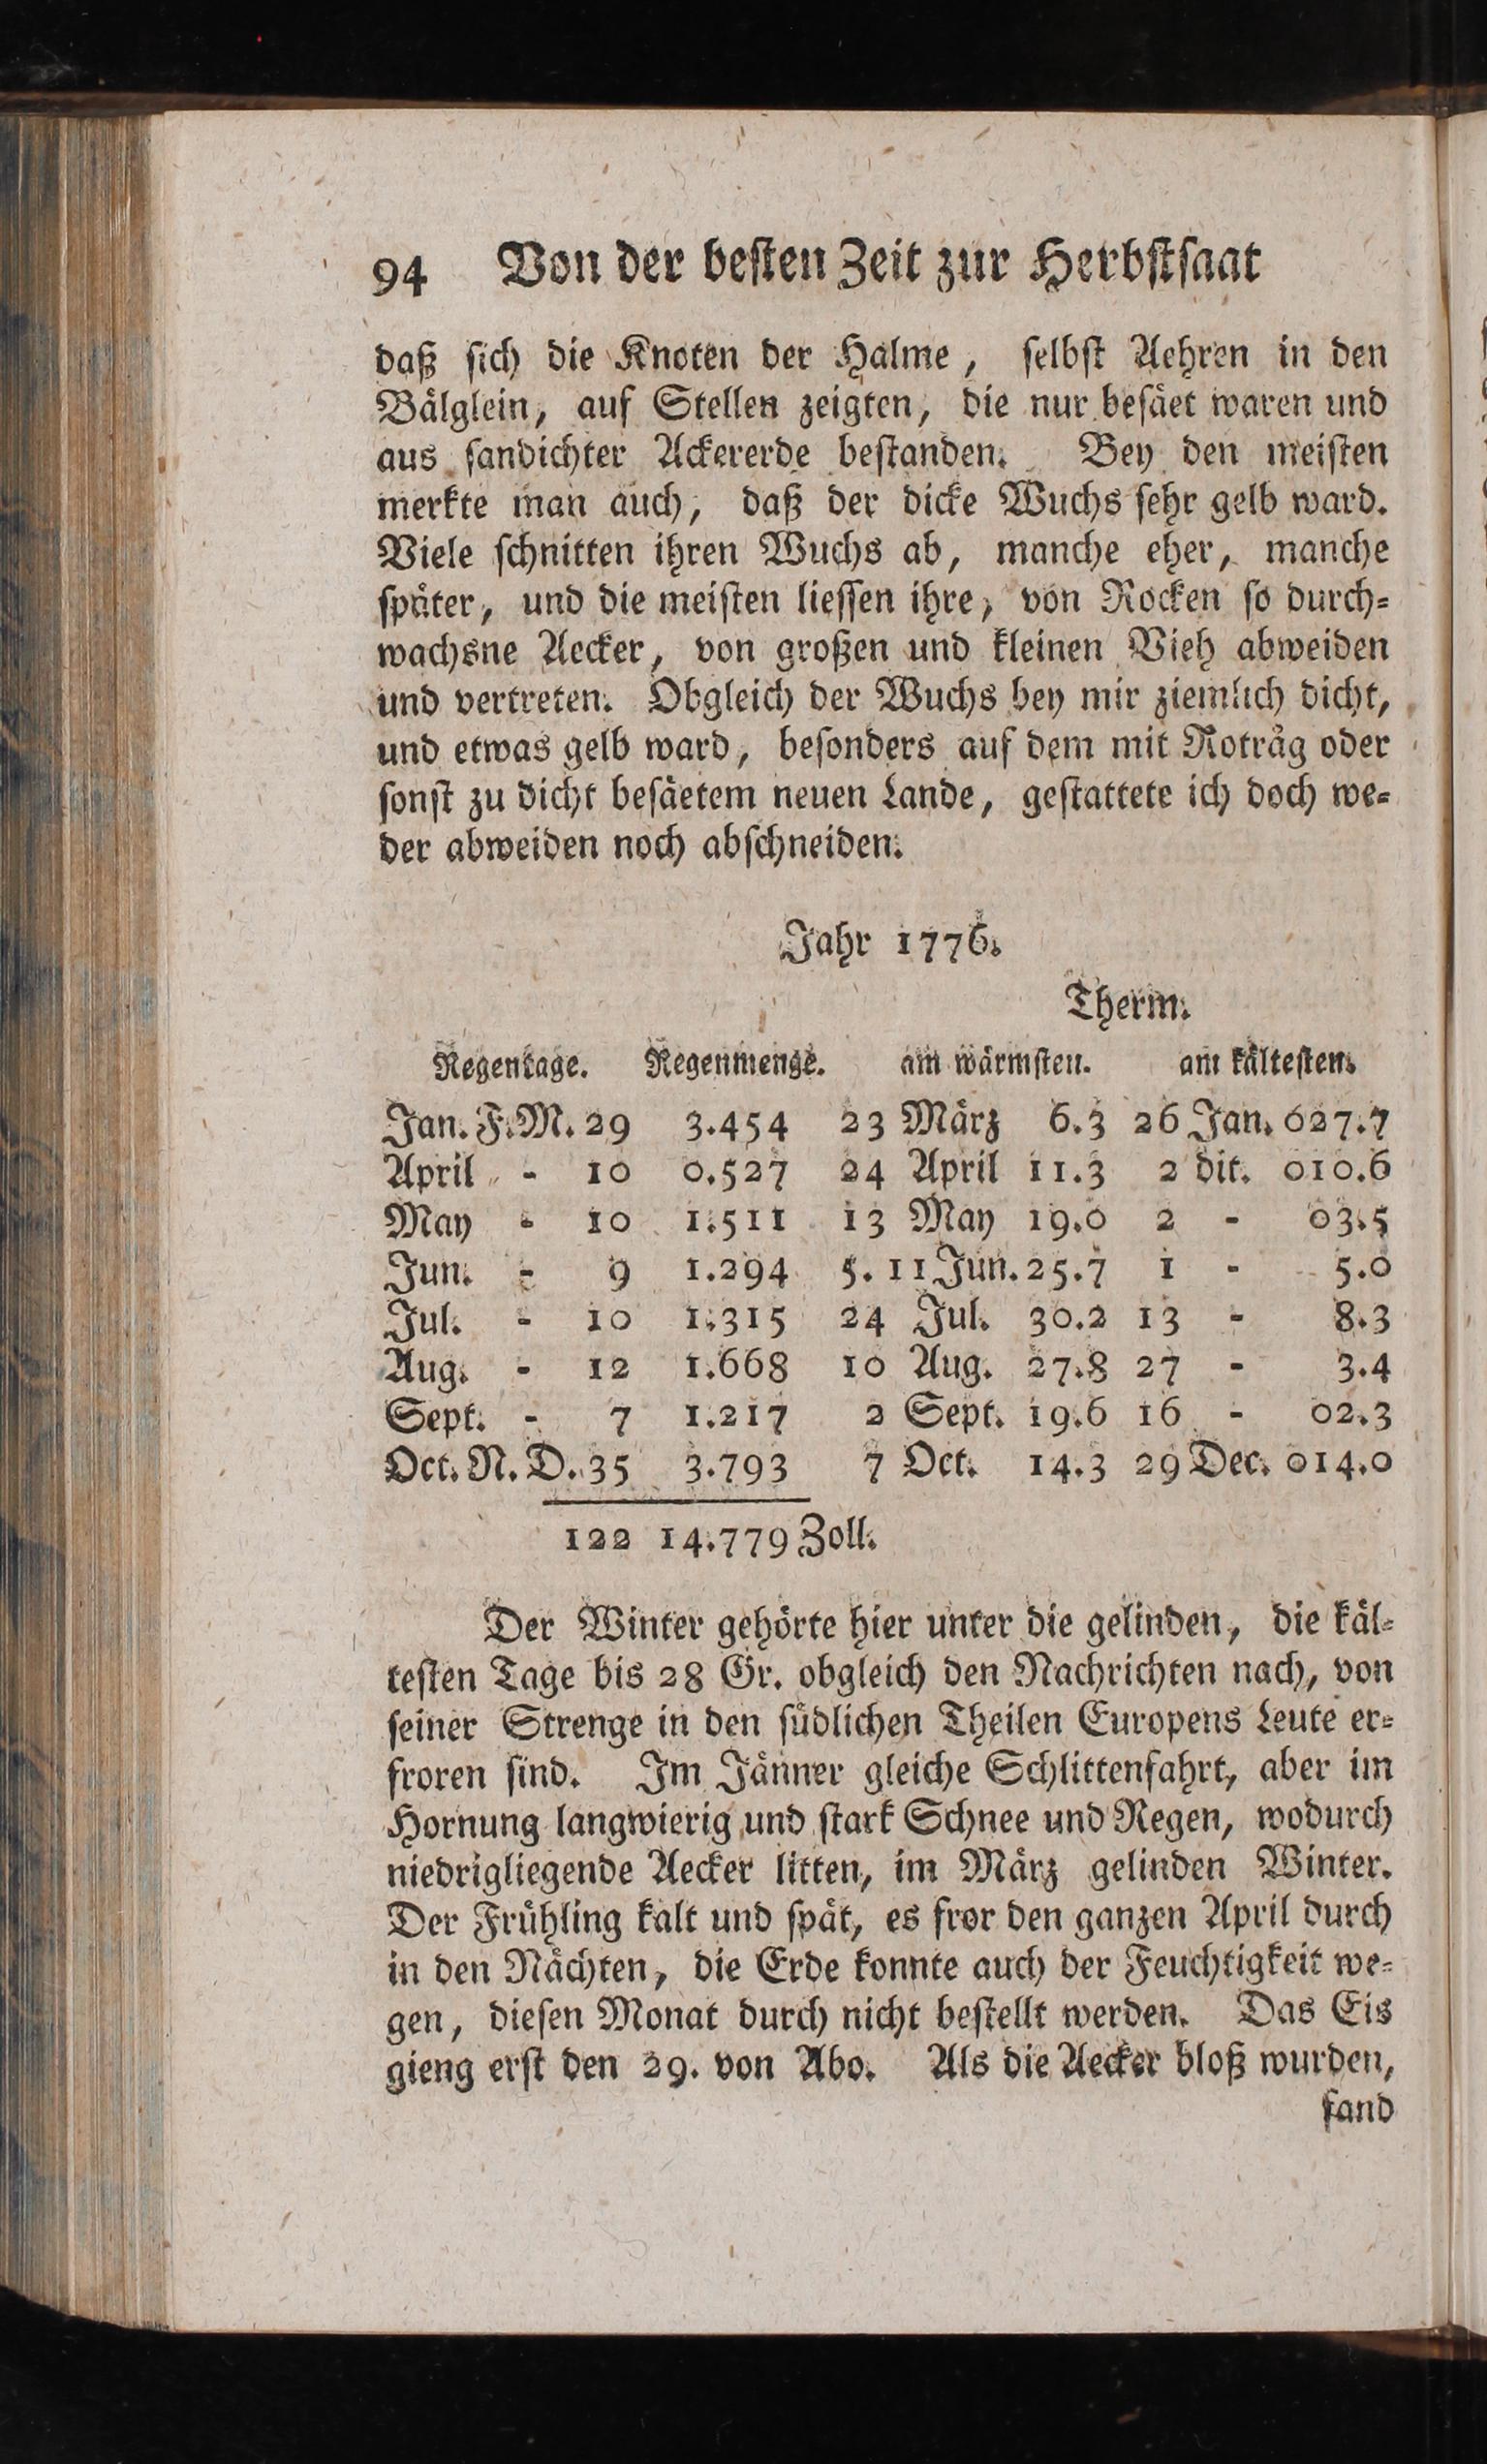 94 Von der besten Zeit zur Herbstsaat
daß sich die Knoten der Halme, selbst Aehren in den
Bälglein, auf Stellen zeigten, die nur besäet waren und
aus sandichter Ackererde bestanden. Bey den meisten
merkte man auch, daß der dicke Wuchs sehr gelb ward.
Viele schnitten ihren Wuchs ab, manche eher, manche
später, und die meisten liessen ihre, von Rocken so durch-
wachsne Aecker, von großen und kleinen Vieh abweiden
und vertreten. Obgleich der Wuchs bey mir ziemlich dicht,
und etwas gelb ward, besonders auf dem mit Rotråg oder
sonst zu dicht besäetem neuen Lande, gestattete ich doch we-
der abweiden noch abschneiden.
Jahr 1776.
Therm.
Regentage. Regenmenge. am wärmsten. am kältesten.
Jan. F. M. 29 3.454 23 März 6.3 26 Jan. 027.7
April - 10 0.527 24 April 11.3 2 dit. 010.6
May - 10 1.511 13 May 19.0 2 - 03.5
Jun. - 9 1.294 5. 11 Jun. 25.7 1 - 5.0
Jul. - 10 1.315 24 Jul. 30.2 13 - 8.3
Aug. - 12 1.668 10 Aug. 27.8 27 - 3.4
Sept. - 7 1.217 2 Sept. 19.6 16 - 02.3
Oct. N. D. 35 3.793 7 Oct. 14.3 29 Dec. 014.0
122 14.779 Zoll.
Der Winter gehörte hier unter die gelinden, die käl-
testen Tage bis 28 Gr. obgleich den Nachrichten nach, von
seiner Strenge in den südlichen Theilen Europens Leute er-
froren sind. Im Jänner gleiche Schlittenfahrt, aber im
Hornung langwierig und stark Schnee und Regen, wodurch
niedrigliegende Aecker litten, im März gelinden Winter.
Der Frühling kalt und spät, es fror den ganzen April durch
in den Nächten, die Erde konnte auch der Feuchtigkeit we-
gen, diesen Monat durch nicht bestellt werden. Das Eis
gieng erst den 29. von Abo. Als die Aecker bloß wurden,
fand